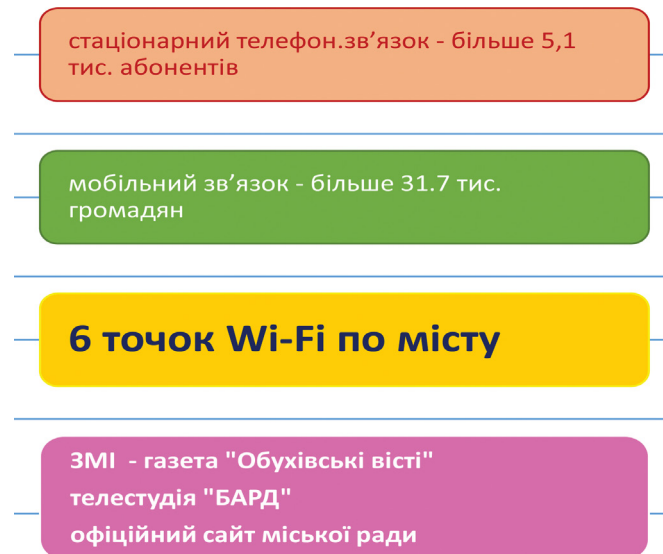 стаціонарний телефон.зв’язок - більше 5,1
тис. абонентів
мобільний зв’язок - більше 31.7 тис.
громадян
6 точок Wi-Fi по місту
ЗМІ - газета "Обухівські вісті"
телестудія "БАРД"
офіційний сайт міської ради